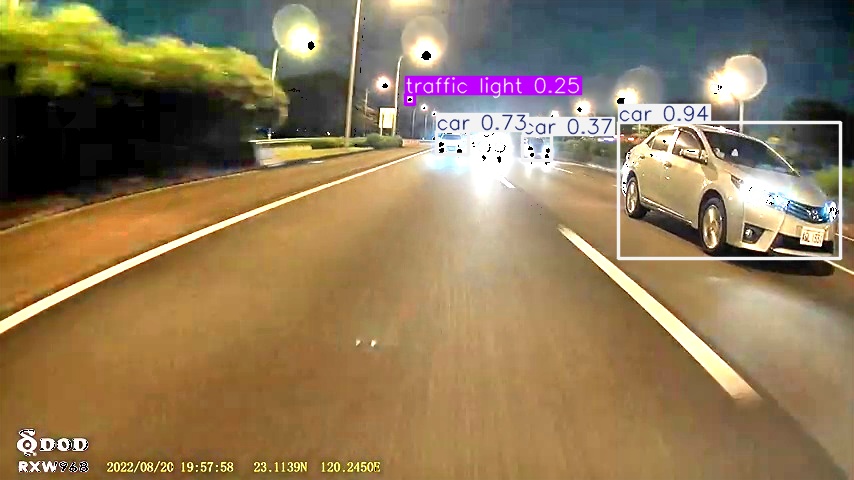 traffic light 0.25
car 0.73
car 0.37
car 0.94
DOD
RXW968
2022/08/20 19:57:58 23.1139N 120.2450E